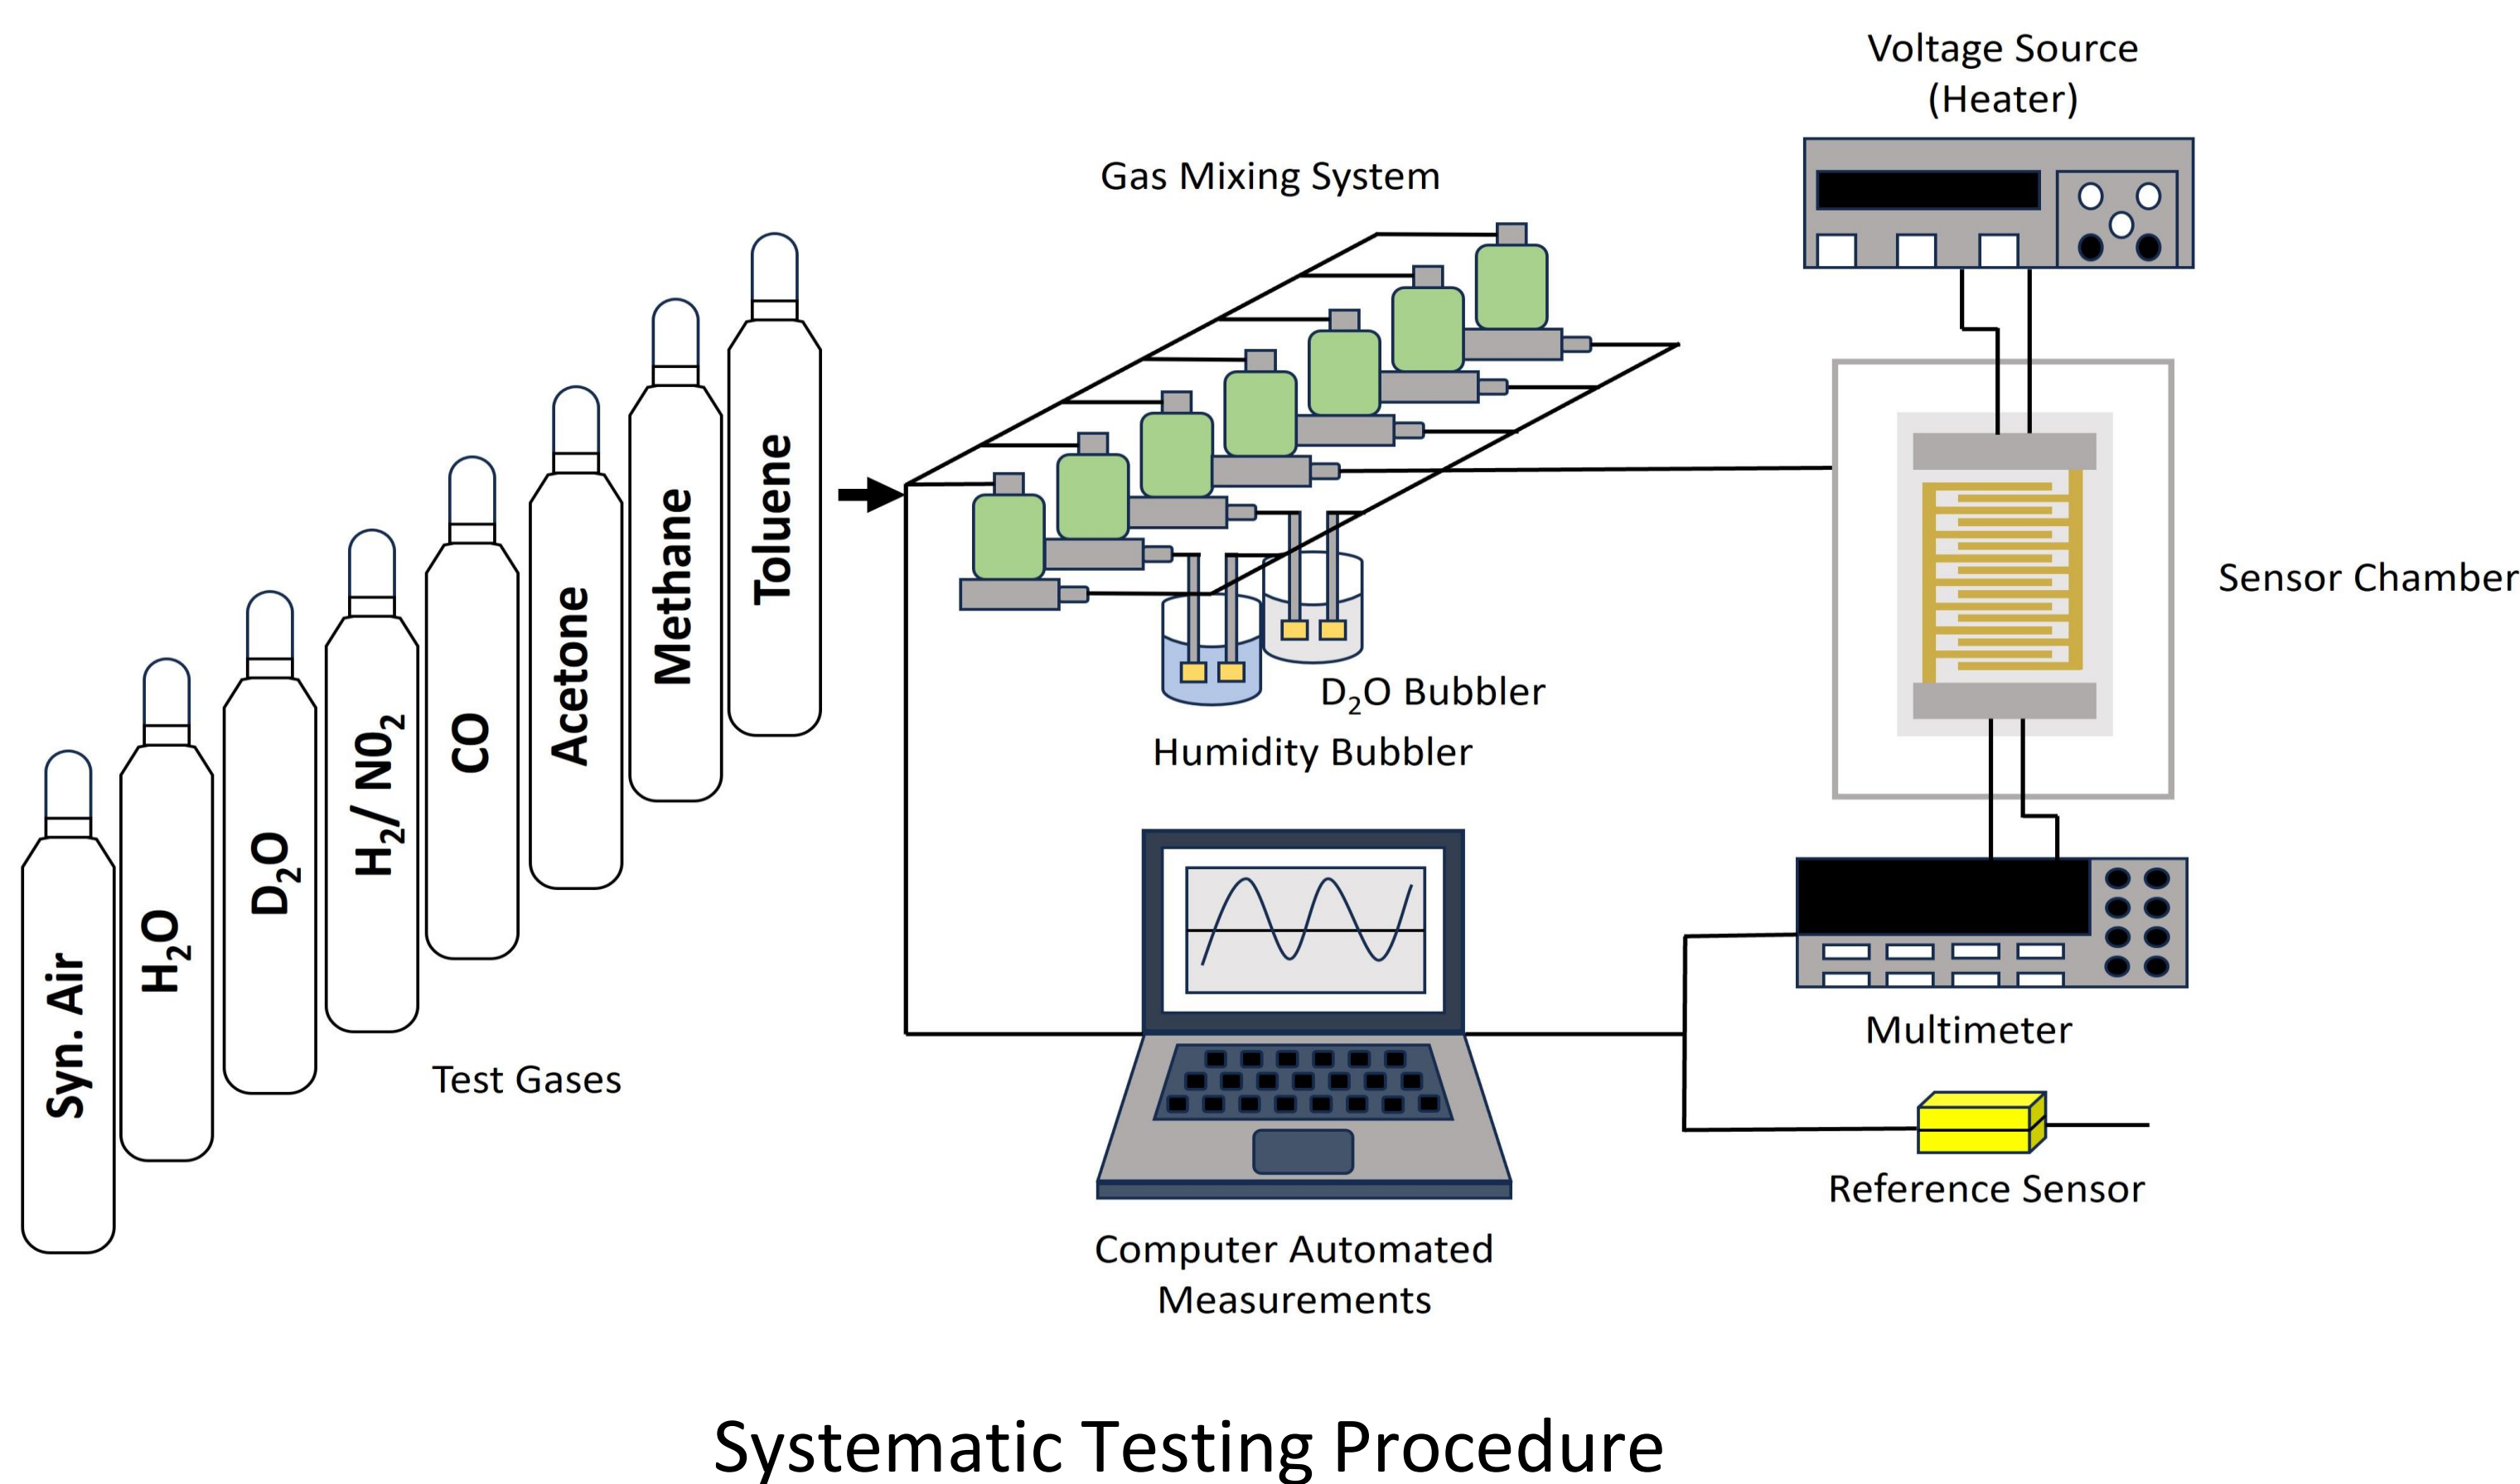 Voltage Source
(Heater)
Gas Mixing System
Toluene
Methane
Acetone
CO
H₂/ N0₂
D₂O
H₂O
Syn. Air
Test Gases
Sensor Chamber
D₂O Bubbler
Humidity Bubbler
Multimeter
Reference Sensor
Computer Automated
Measurements
Systematic Testing Procedure